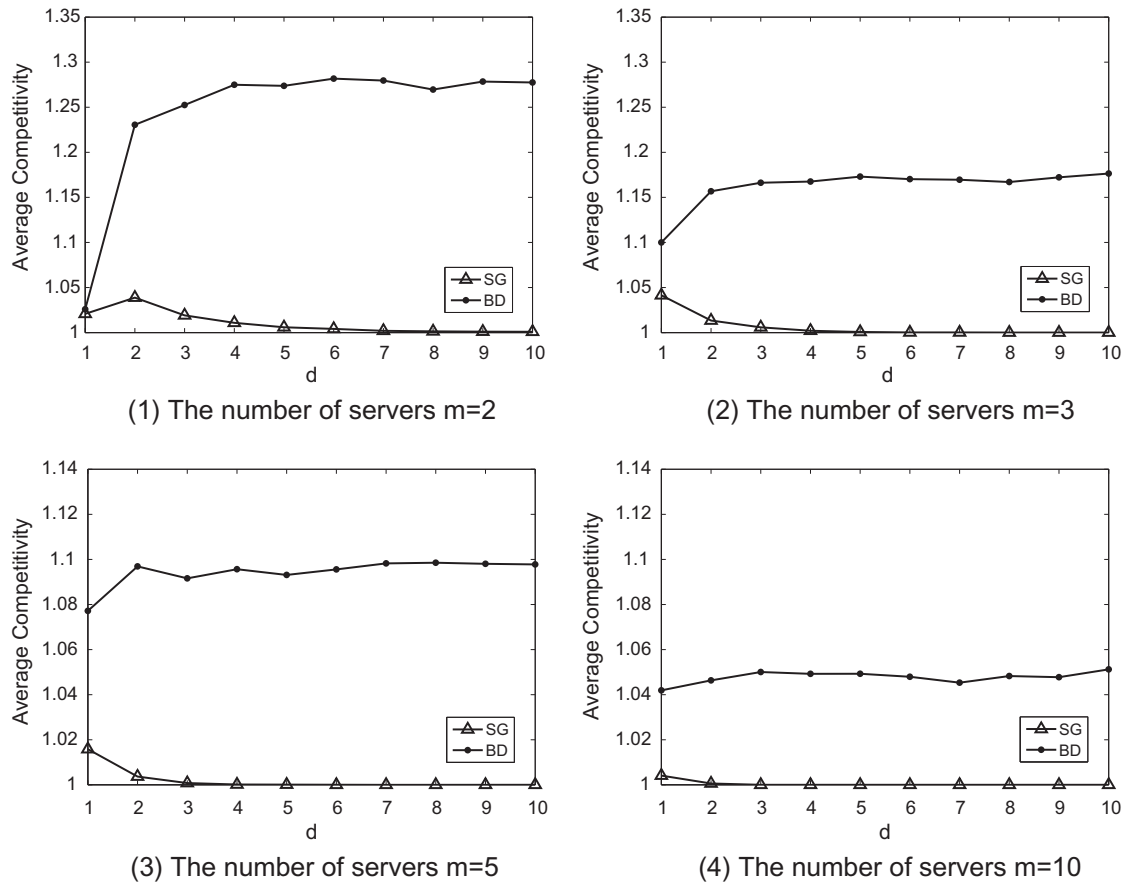 1.35
1.3
1.25
1.2
1.15
1.1
1.05
1
Average Competitivity
SG
BD
1 2 3 4 5 6 7 8 9 10
d
(1) The number of servers m=2
1.35
1.3
1.25
1.2
1.15
1.1
1.05
1
Average Competitivity
SG
BD
1 2 3 4 5 6 7 8 9 10
d
(2) The number of servers m=3
1.14
1.12
1.1
1.08
1.06
1.04
1.02
1
Average Competitivity
SG
BD
1 2 3 4 5 6 7 8 9 10
d
(3) The number of servers m=5
1.14
1.12
1.1
1.08
1.06
1.04
1.02
1
Average Competitivity
SG
BD
1 2 3 4 5 6 7 8 9 10
d
(4) The number of servers m=10